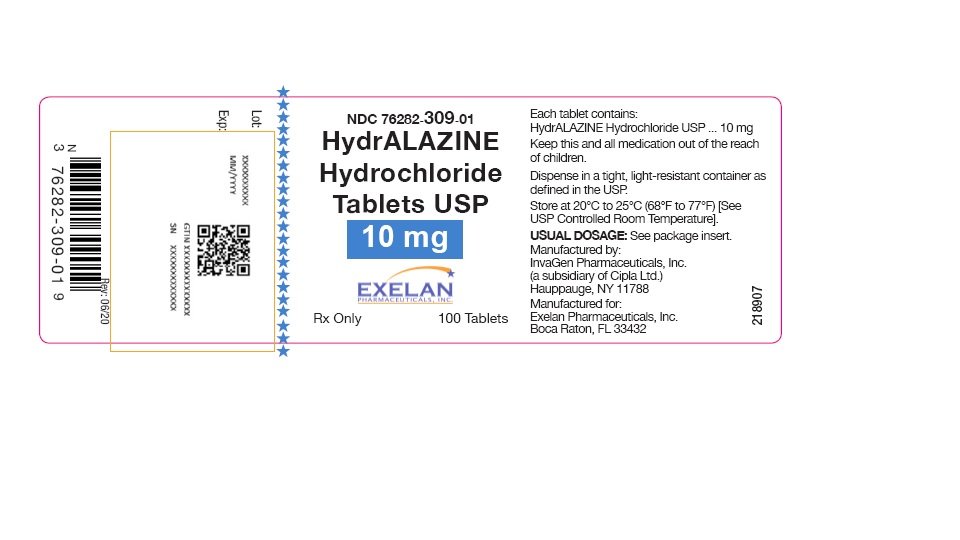 N
3 76282-309-01 9
Rev: 06/20
Lot:
Exp:
XXXXXXXXXX
MM/YYYY
GTIN XXXXXXXXXXXXXX
SN XXXXXXXXXXXX
NDC 76282-309-01
HydrALAZINE
Hydrochloride
Tablets USP
10 mg
EXELAN
PHARMACEUTICALS, INC.
Rx Only 100 Tablets
Each tablet contains:
HydrALAZINE Hydrochloride USP ... 10 mg
Keep this and all medication out of the reach
of children.
Dispense in a tight, light-resistant container as
defined in the USP.
Store at 20°C to 25°C (68°F to 77°F) [See
USP Controlled Room Temperature].
USUAL DOSAGE: See package insert.
Manufactured by:
InvaGen Pharmaceuticals, Inc.
(a subsidiary of Cipla Ltd.)
Hauppauge, NY 11788
Manufactured for:
Exelan Pharmaceuticals, Inc.
Boca Raton, FL 33432
218907